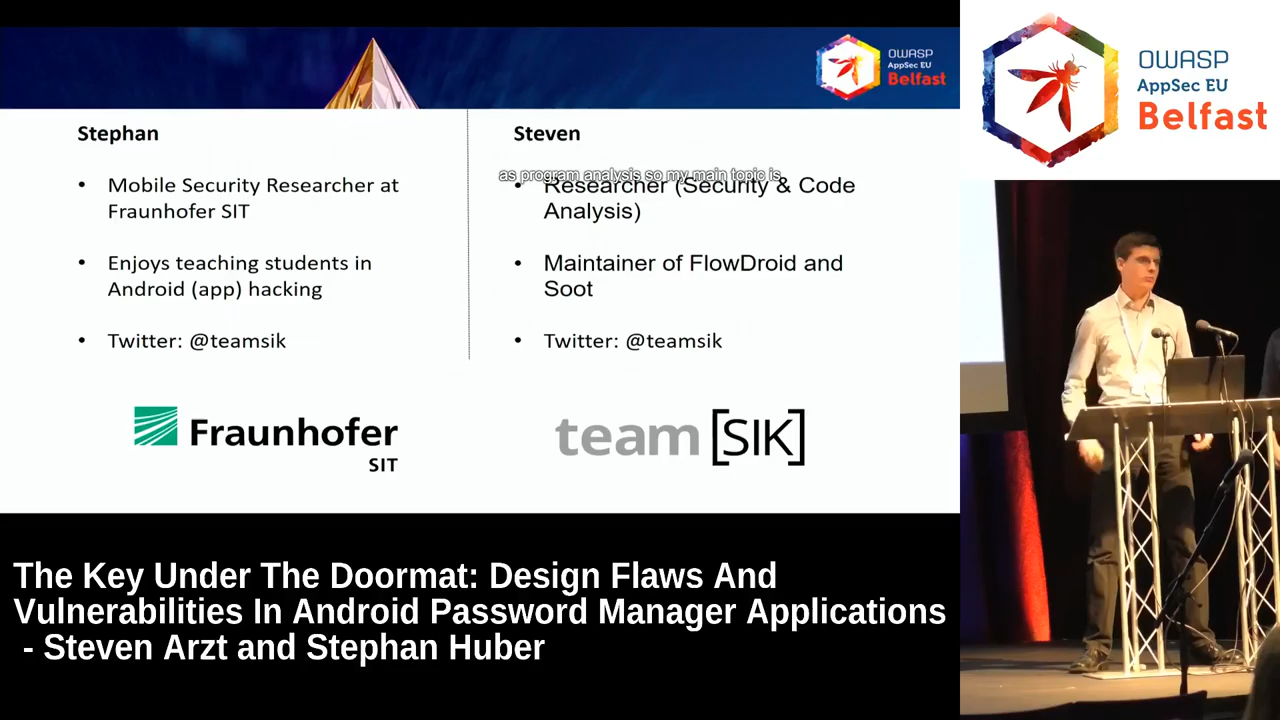 OWASP
AppSec EU
Belfast
OWASP
AppSec EU
Belfast
Stephan
• Mobile Security Researcher at
Fraunhofer SIT
• Enjoys teaching students in
Android (app) hacking
• Twitter: @teamsik
Steven
as program analysis so my main topic is
• Researcher (Security & Code
Analysis)
• Maintainer of FlowDroid and
Soot
• Twitter: @teamsik
Fraunhofer
SIT
team [SIK]
The Key Under The Doormat: Design Flaws And
Vulnerabilities In Android Password Manager Applications
- Steven Arzt and Stephan Huber